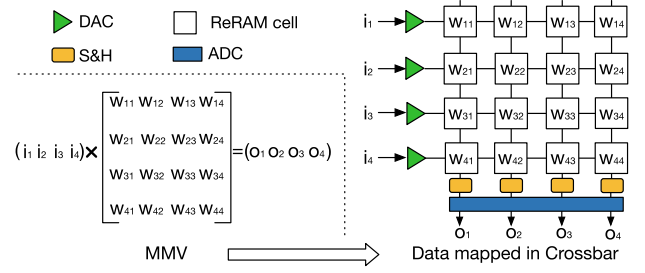 DAC
ReRAM cell
S&H
ADC
(i₁ i₂ i₃ i₄)×
W₁₁ W₁₂ W₁₃ W₁₄
W₂₁ W₂₂ W₂₃ W₂₄
W₃₁ W₃₂ W₃₃ W₃₄
W₄₁ W₄₂ W₄₃ W₄₄
=(O₁ O₂ O₃ O₄)
MMV
i₁ W₁₁ W₁₂ W₁₃ W₁₄
i₂ W₂₁ W₂₂ W₂₃ W₂₄
i₃ W₃₁ W₃₂ W₃₃ W₃₄
i₄ W₄₁ W₄₂ W₄₃ W₄₄
O₁ O₂ O₃ O₄
Data mapped in Crossbar